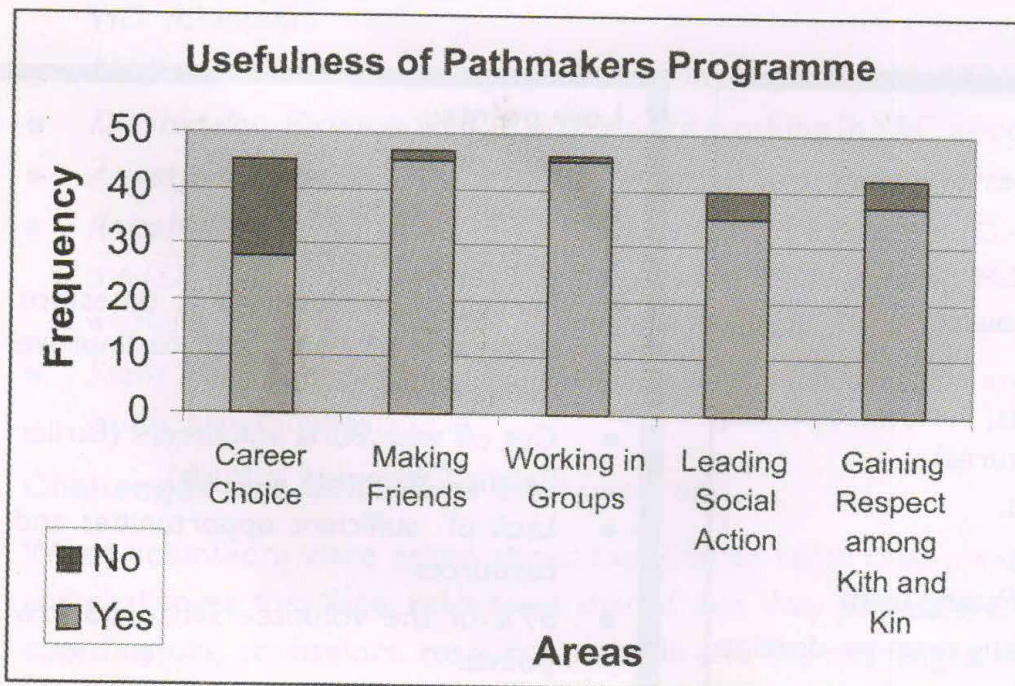 Usefulness of Pathmakers Programme
Frequency
50
40
30
20
10
0
Career
Choice
Making
Friends
Working in
Groups
Leading
Social
Action
Gaining
Respect
among
Kith and
Kin
No
Yes
Areas